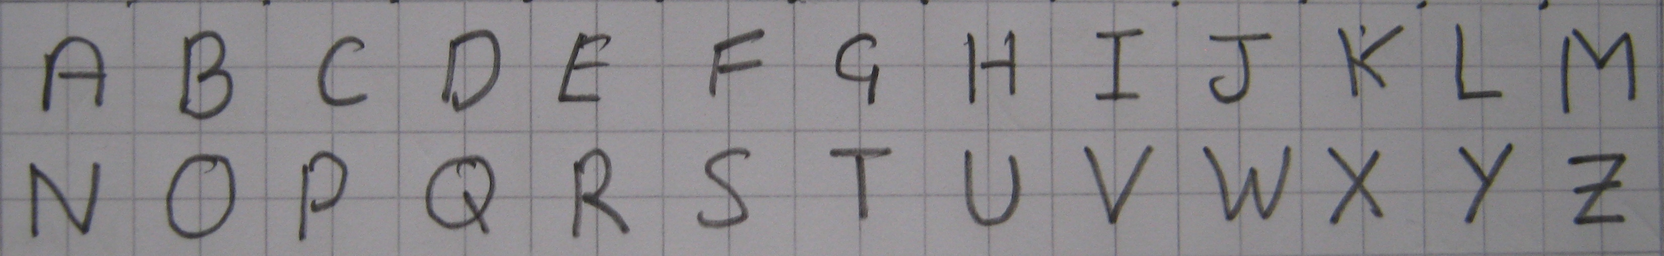 A B C D E F G H I J K L M
N O P Q R S T U V W X Y Z